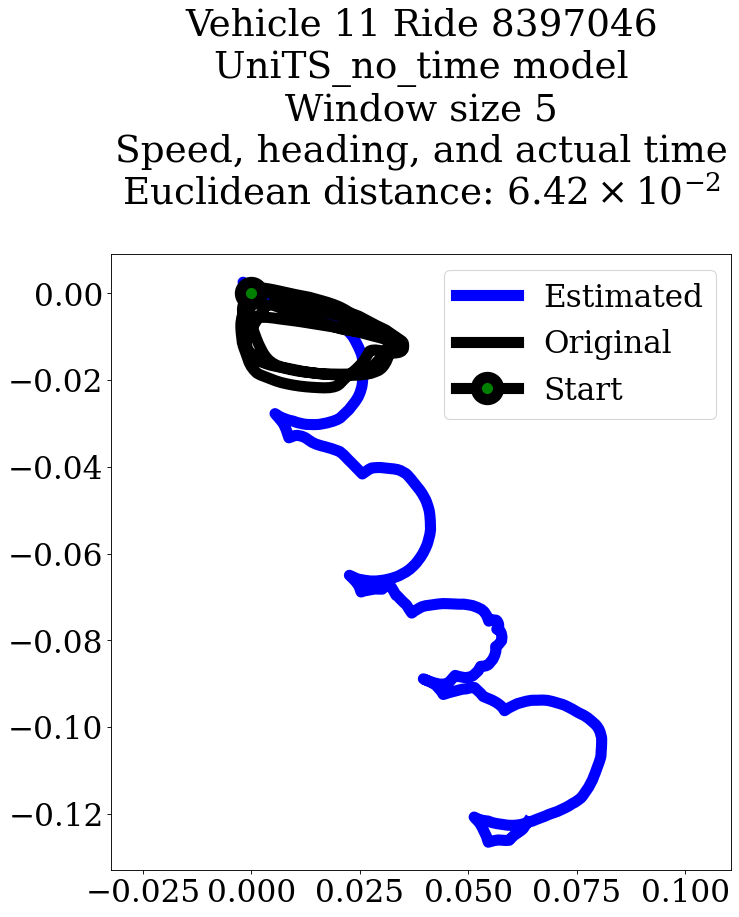 Vehicle 11 Ride 8397046
UniTS_no_time model
Window size 5
Speed, heading, and actual time
Euclidean distance: 6.42 × 10⁻²
Estimated
Original
Start
0.00
−0.02
−0.04
−0.06
−0.08
−0.10
−0.12
−0.025 0.000 0.025 0.050 0.075 0.100